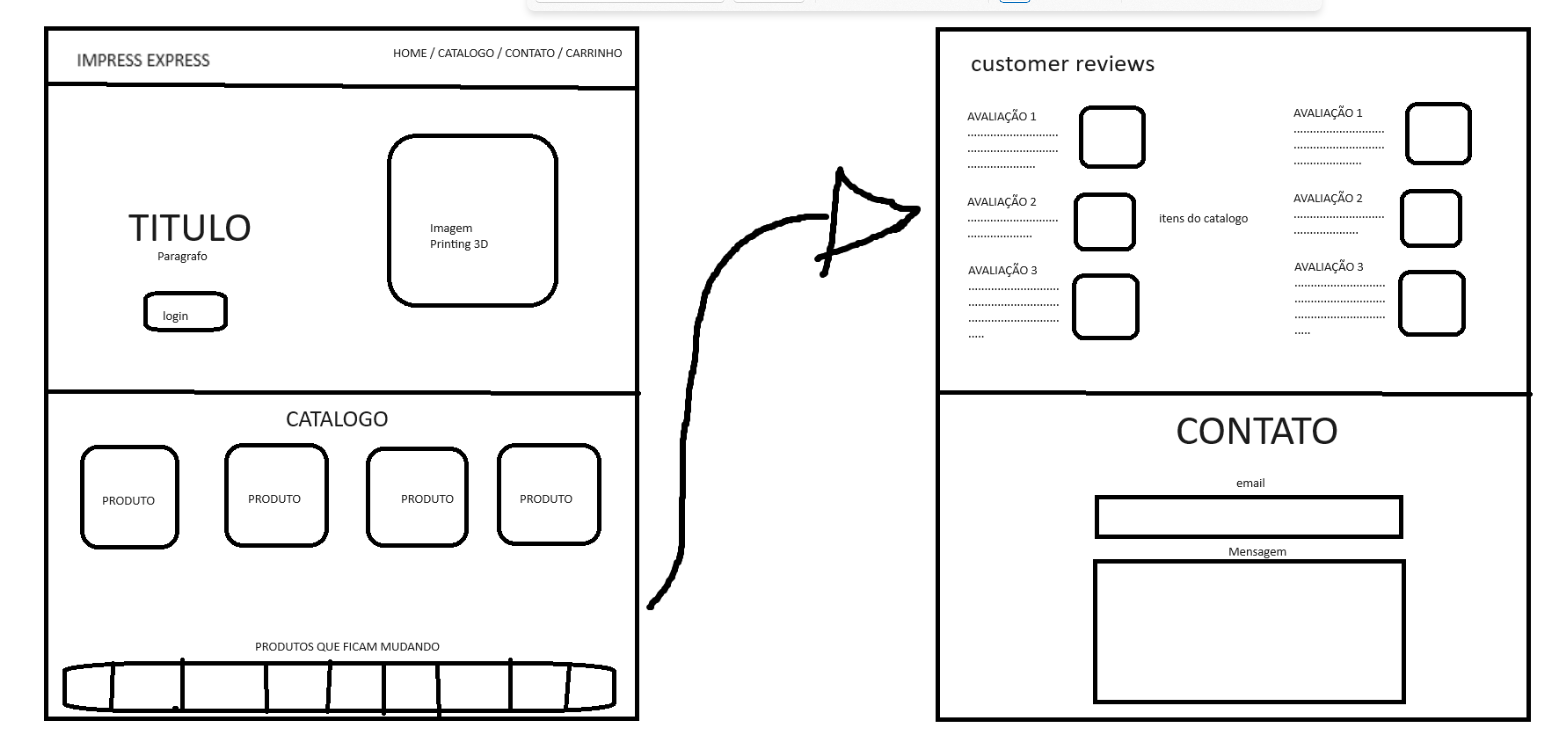 IMPRESS EXPRESS
HOME / CATALOGO / CONTATO / CARRINHO
TITULO
Paragrafo
login
Imagem
Printing 3D
CATALOGO
PRODUTO
PRODUTO
PRODUTO
PRODUTO
PRODUTOS QUE FICAM MUDANDO
customer reviews
AVALIAÇÃO 1
............................
............................
.....................
AVALIAÇÃO 2
............................
....................
AVALIAÇÃO 3
............................
............................
............................
.....
itens do catalogo
AVALIAÇÃO 1
............................
............................
.....................
AVALIAÇÃO 2
............................
....................
AVALIAÇÃO 3
............................
............................
............................
.....
CONTATO
email
Mensagem